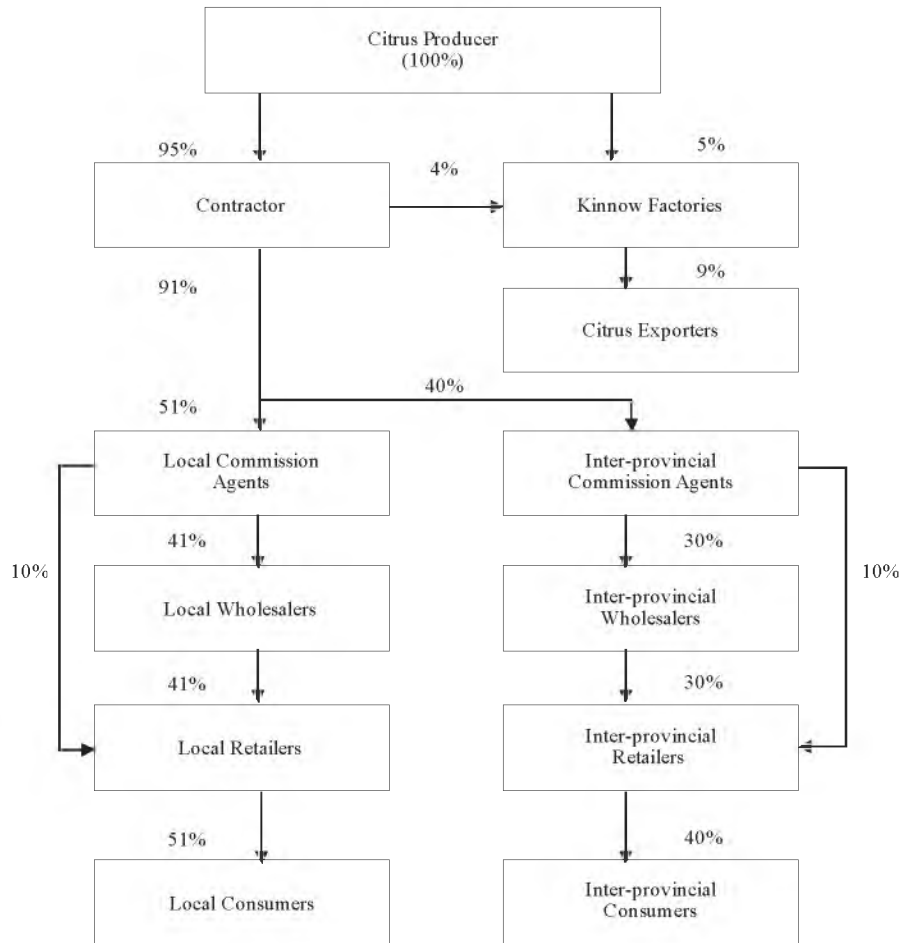 Citrus Producer
(100%)
95%
5%
4%
Contractor
Kinnow Factories
91%
9%
Citrus Exporters
40%
51%
Local Commission
Agents
Inter-provincial
Commission Agents
41%
30%
10%
10%
Local Wholesalers
Inter-provincial
Wholesalers
41%
30%
Local Retailers
Inter-provincial
Retailers
51%
40%
Local Consumers
Inter-provincial
Consumers